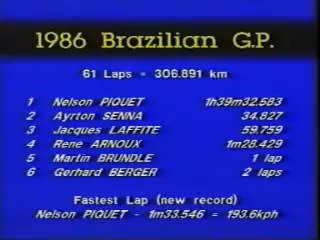 1986 Brazilian G.P.
61 Laps = 306.891 km
1 Nelson PIQUET 1h39m32.583
2 Ayrton SENNA 34.827
3 Jacques LAFFITE 59.759
4 Rene ARNOUX 1m28.429
5 Martin BRUNDLE 1 lap
6 Gerhard BERGER 2 laps
Fastest Lap (new record)
Nelson PIQUET - 1m33.546 = 193.6kph